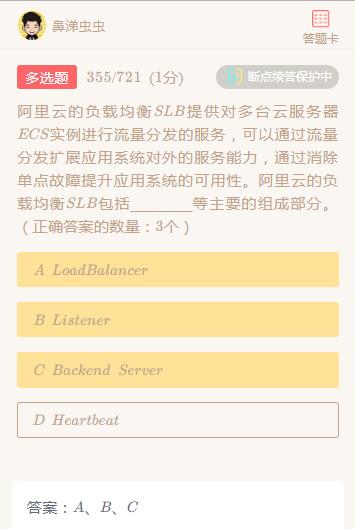 鼻涕虫虫
答题卡
多选题 355/721 (1分) 断点续答保护中
阿里云的负载均衡SLB提供对多台云服务器
ECS实例进行流量分发的服务，可以通过流量
分发扩展应用系统对外的服务能力，通过消除
单点故障提升应用系统的可用性。阿里云的负
载均衡SLB包括________等主要的组成部分。
（正确答案的数量：3个）
A LoadBalancer
B Listener
C Backend Server
D Heartbeat
答案：A、B、C